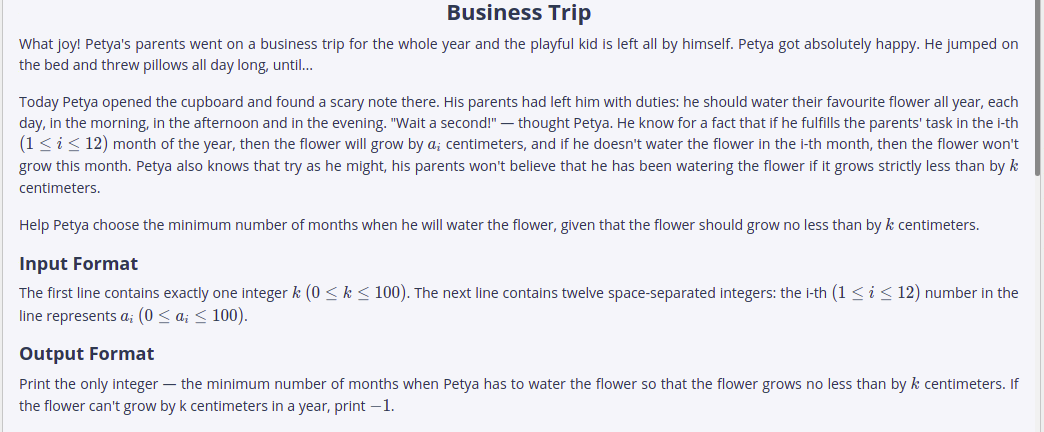 Business Trip
What joy! Petya's parents went on a business trip for the whole year and the playful kid is left all by himself. Petya got absolutely happy. He jumped on
the bed and threw pillows all day long, until...
Today Petya opened the cupboard and found a scary note there. His parents had left him with duties: he should water their favourite flower all year, each
day, in the morning, in the afternoon and in the evening. "Wait a second!" — thought Petya. He know for a fact that if he fulfills the parents' task in the i-th
(1 ≤ i ≤ 12) month of the year, then the flower will grow by aᵢ centimeters, and if he doesn't water the flower in the i-th month, then the flower won't
grow this month. Petya also knows that try as he might, his parents won't believe that he has been watering the flower if it grows strictly less than by k
centimeters.
Help Petya choose the minimum number of months when he will water the flower, given that the flower should grow no less than by k centimeters.
Input Format
The first line contains exactly one integer k (0 ≤ k ≤ 100). The next line contains twelve space-separated integers: the i-th (1 ≤ i ≤ 12) number in the
line represents aᵢ (0 ≤ aᵢ ≤ 100).
Output Format
Print the only integer — the minimum number of months when Petya has to water the flower so that the flower grows no less than by k centimeters. If
the flower can't grow by k centimeters in a year, print −1.